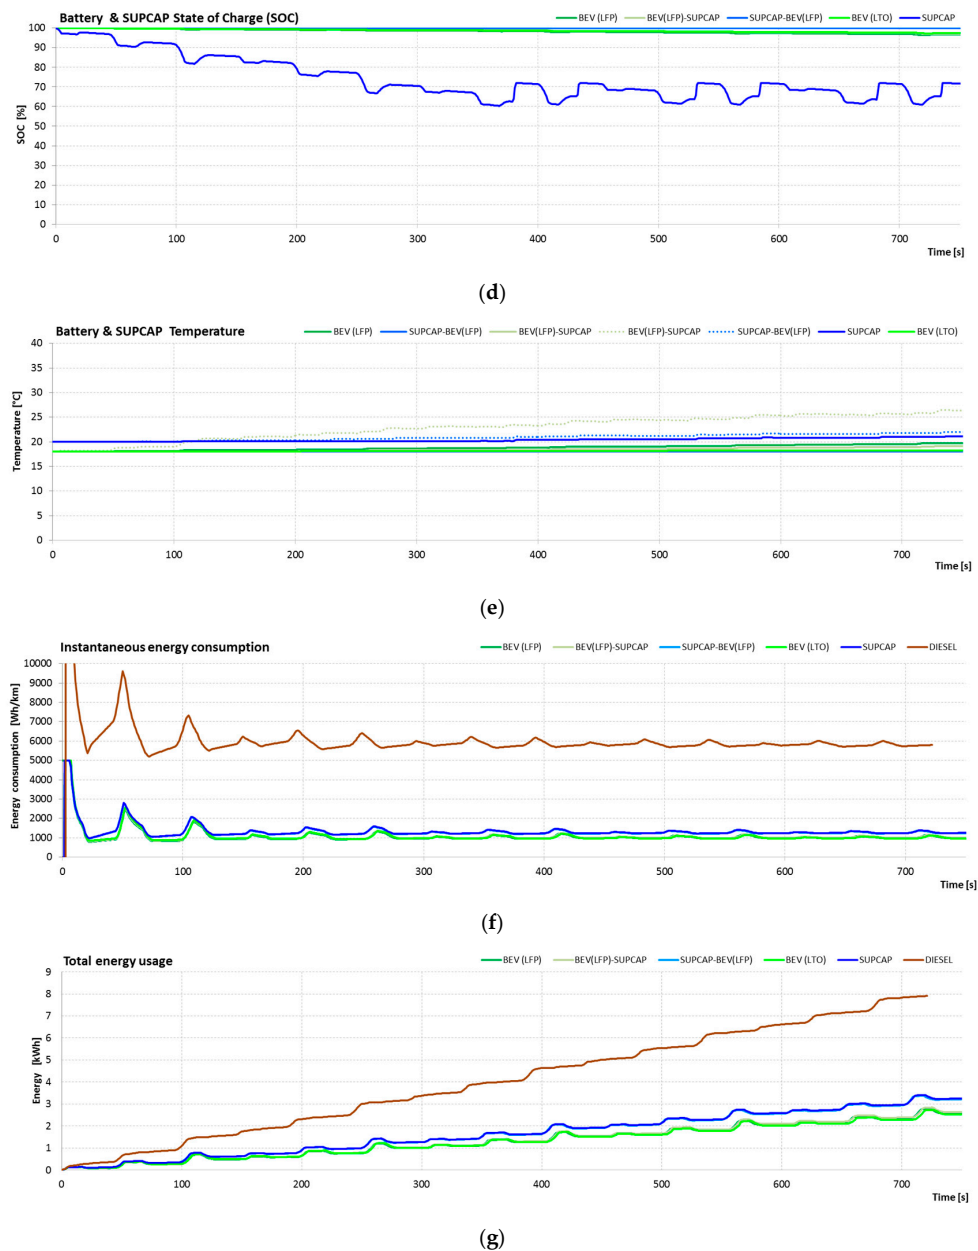 Battery & SUPCAP State of Charge (SOC)
BEV (LFP) BEV(LFP)-SUPCAP SUPCAP-BEV(LFP) BEV (LTO) SUPCAP
100
90
80
70
60
50
40
30
20
10
0
SOC [%]
0 100 200 300 400 500 600 700
Time [s]
(d)
Battery & SUPCAP Temperature
BEV (LFP) SUPCAP-BEV(LFP) BEV(LFP)-SUPCAP BEV(LFP)-SUPCAP SUPCAP-BEV(LFP) SUPCAP BEV (LTO)
40
35
30
25
20
15
10
5
0
Temperature [°C]
0 100 200 300 400 500 600 700
Time [s]
(e)
Instantaneous energy consumption
BEV (LFP) BEV(LFP)-SUPCAP SUPCAP-BEV(LFP) BEV (LTO) SUPCAP DIESEL
10000
9000
8000
7000
6000
5000
4000
3000
2000
1000
0
Energy consumption [Wh/km]
0 100 200 300 400 500 600 700
Time [s]
(f)
Total energy usage
BEV (LFP) BEV(LFP)-SUPCAP SUPCAP-BEV(LFP) BEV (LTO) SUPCAP DIESEL
9
8
7
6
5
4
3
2
1
0
Energy [kWh]
0 100 200 300 400 500 600 700
Time [s]
(g)